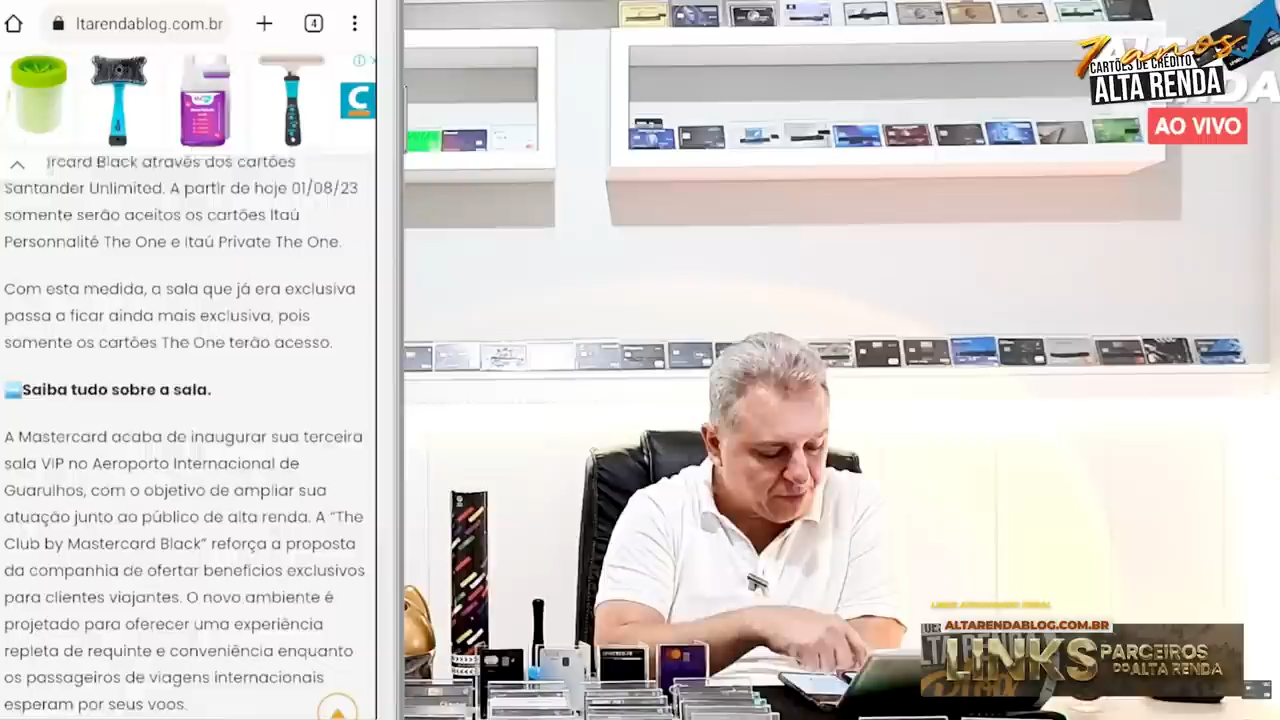 ltarendablog.com.br
4
rcard Black através dos cartões
Santander Unlimited. A partir de hoje 01/08/23
somente serão aceitos os cartões Itaú
Personnalité The One e Itaú Private The One.
Com esta medida, a sala que já era exclusiva
passa a ficar ainda mais exclusiva, pois
somente os cartões The One terão acesso.
Saiba tudo sobre a sala.
A Mastercard acaba de inaugurar sua terceira
sala VIP no Aeroporto Internacional de
Guarulhos, com o objetivo de ampliar sua
atuação junto ao público de alta renda. A “The
Club by Mastercard Black” reforça a proposta
da companhia de ofertar benefícios exclusivos
para clientes viajantes. O novo ambiente é
projetado para oferecer uma experiência
repleta de requinte e conveniência enquanto
os passageiros de viagens internacionais
esperam por seus voos.
7 anos
CARTÕES DE CRÉDITO
ALTA RENDA
AO VIVO
ALTARENDABLOG.COM.BR
LINKS
PARCEIROS
DO ALTA RENDA